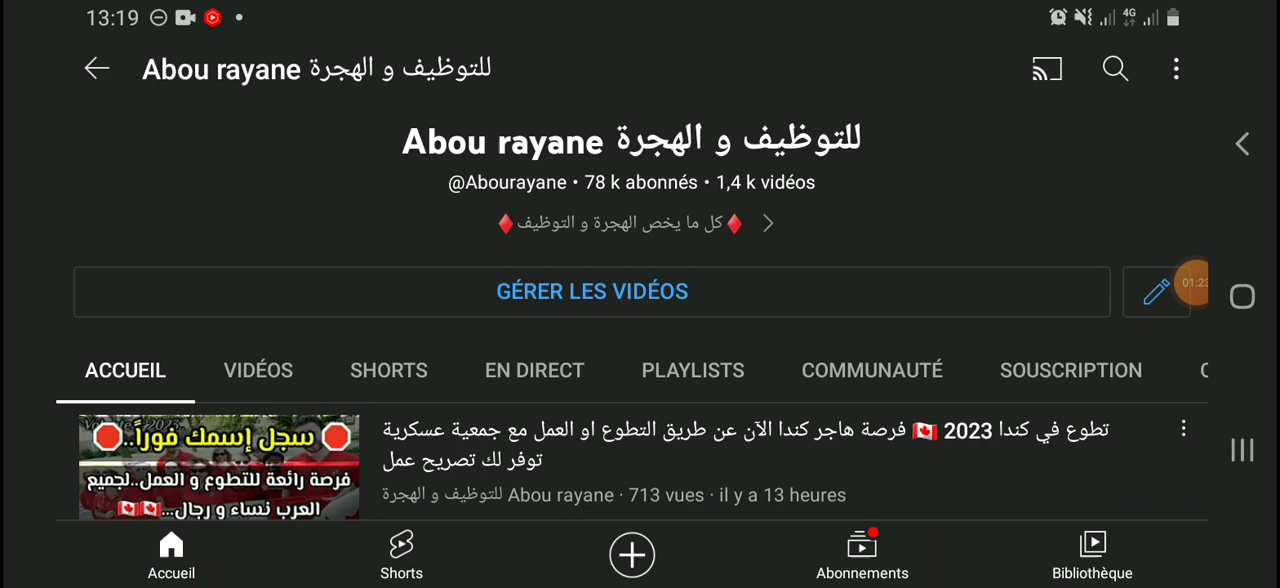 13:19
4G
Abou rayane للتوظيف و الهجرة
Abou rayane للتوظيف و الهجرة
@Abourayane • 78 k abonnés • 1,4 k vidéos
♦️كل ما يخص الهجرة و التوظيف♦️
GÉRER LES VIDÉOS
01:23
ACCUEIL VIDÉOS SHORTS EN DIRECT PLAYLISTS COMMUNAUTÉ SOUSCRIPTION C
🛑 سجل إسمك فوراً.. 🛑
فرصة رائعة للتطوع و العمل..لجميع
العرب نساء و رجال...🇨🇦🇨🇦
تطوع في كندا 2023 🇨🇦 فرصة هاجر كندا الآن عن طريق التطوع او العمل مع جمعية عسكرية
توفر لك تصريح عمل
Abou rayane للتوظيف و الهجرة · 713 vues · il y a 13 heures
Accueil Shorts Abonnements Bibliothèque